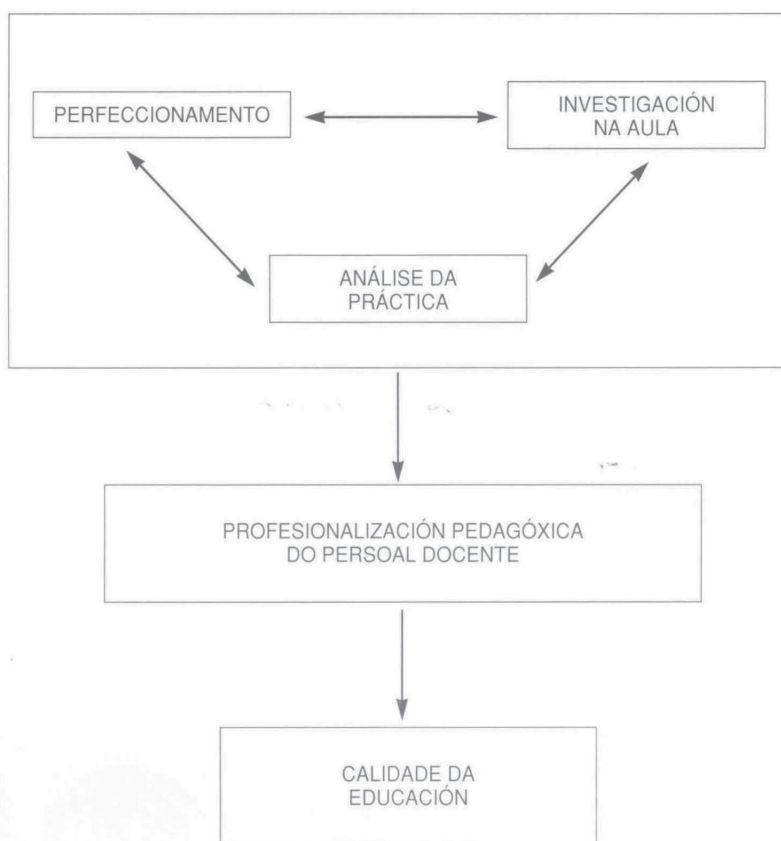 PERFECCIONAMENTO
INVESTIGACIÓN
NA AULA
ANÁLISE DA
PRÁCTICA
PROFESIONALIZACIÓN PEDAGÓXICA
DO PERSOAL DOCENTE
CALIDADE DA
EDUCACIÓN